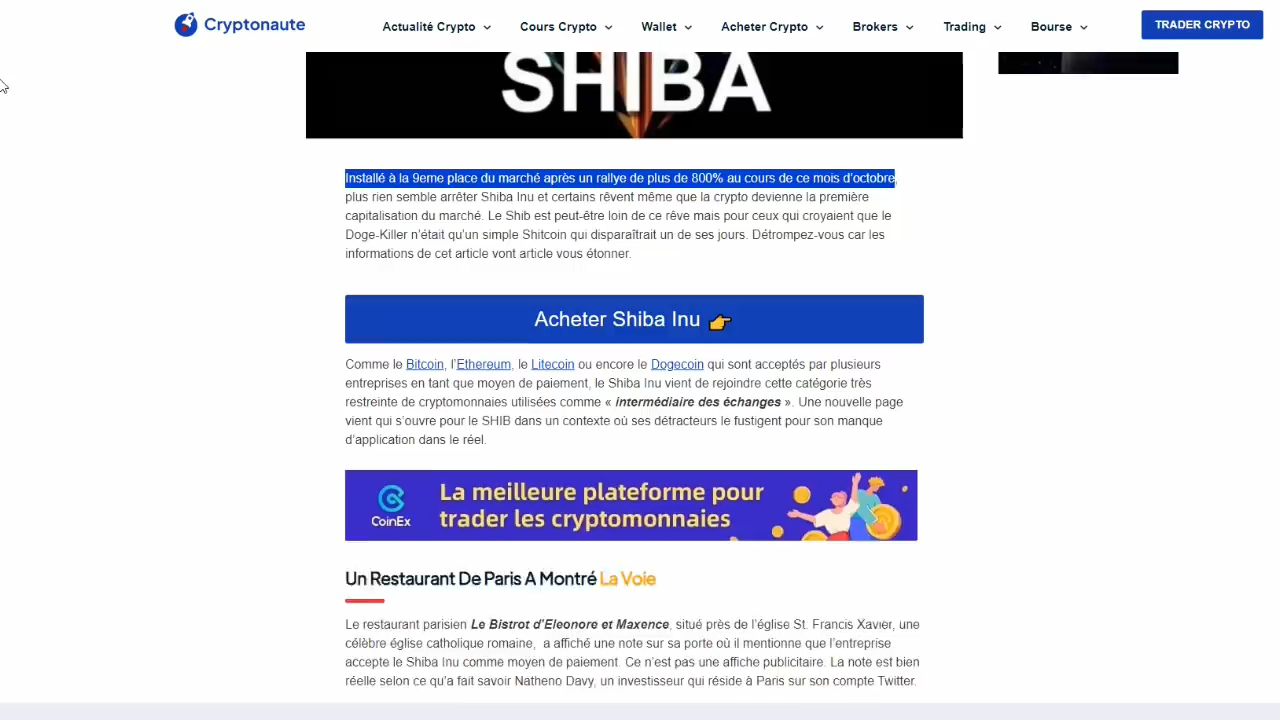 Cryptonaute
Actualité Crypto
Cours Crypto
Wallet
Acheter Crypto
Brokers
Trading
Bourse
TRADER CRYPTO
SHIBA
Installé à la 9eme place du marché après un rallye de plus de 800% au cours de ce mois d'octobre,
plus rien semble arrêter Shiba Inu et certains rêvent même que la crypto devienne la première
capitalisation du marché. Le Shib est peut-être loin de ce rêve mais pour ceux qui croyaient que le
Doge-Killer n'était qu'un simple Shitcoin qui disparaîtrait un de ses jours. Détrompez-vous car les
informations de cet article vont article vous étonner.
Acheter Shiba Inu 👉
Comme le Bitcoin, l'Ethereum, le Litecoin ou encore le Dogecoin qui sont acceptés par plusieurs
entreprises en tant que moyen de paiement, le Shiba Inu vient de rejoindre cette catégorie très
restreinte de cryptomonnaies utilisées comme « intermédiaire des échanges ». Une nouvelle page
vient qui s'ouvre pour le SHIB dans un contexte où ses détracteurs le fustigent pour son manque
d'application dans le réel.
CoinEx
La meilleure plateforme pour
trader les cryptomonnaies
Un Restaurant De Paris A Montré La Voie
Le restaurant parisien Le Bistrot d'Eleonore et Maxence, situé près de l'église St. Francis Xavier, une
célèbre église catholique romaine, a affiché une note sur sa porte où il mentionne que l'entreprise
accepte le Shiba Inu comme moyen de paiement. Ce n'est pas une affiche publicitaire. La note est bien
réelle selon ce qu'a fait savoir Natheno Davy, un investisseur qui réside à Paris sur son compte Twitter.